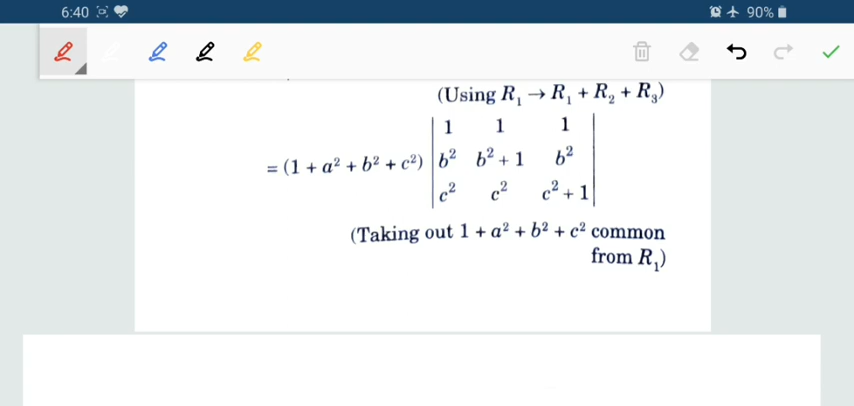 6:40 90%
(Using R₁ → R₁ + R₂ + R₃)
1 1 1
= (1 + a² + b² + c²) b² b² + 1 b²
c² c² c² + 1
(Taking out 1 + a² + b² + c² common
from R₁)